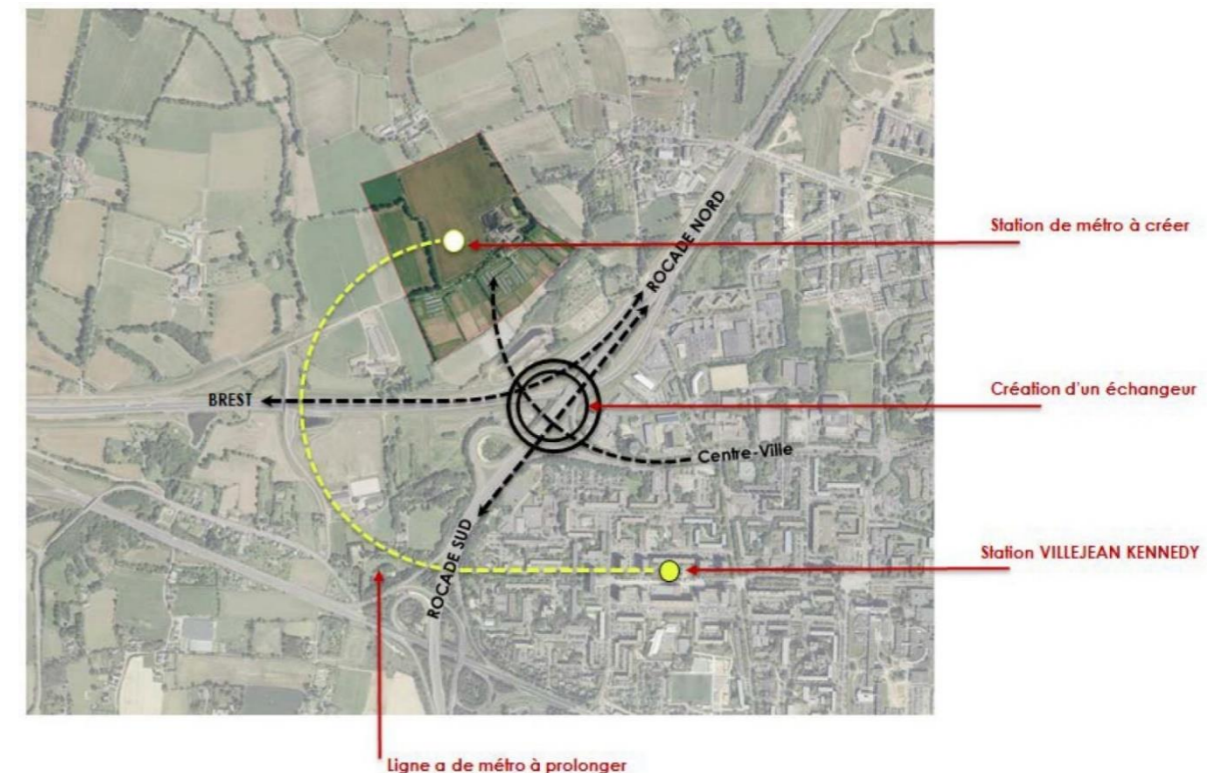 Station de métro à créer
ROCADE NORD
Création d'un échangeur
BREST
Centre-Ville
Station VILLEJEAN KENNEDY
ROCADE SUD
Ligne a de métro à prolonger